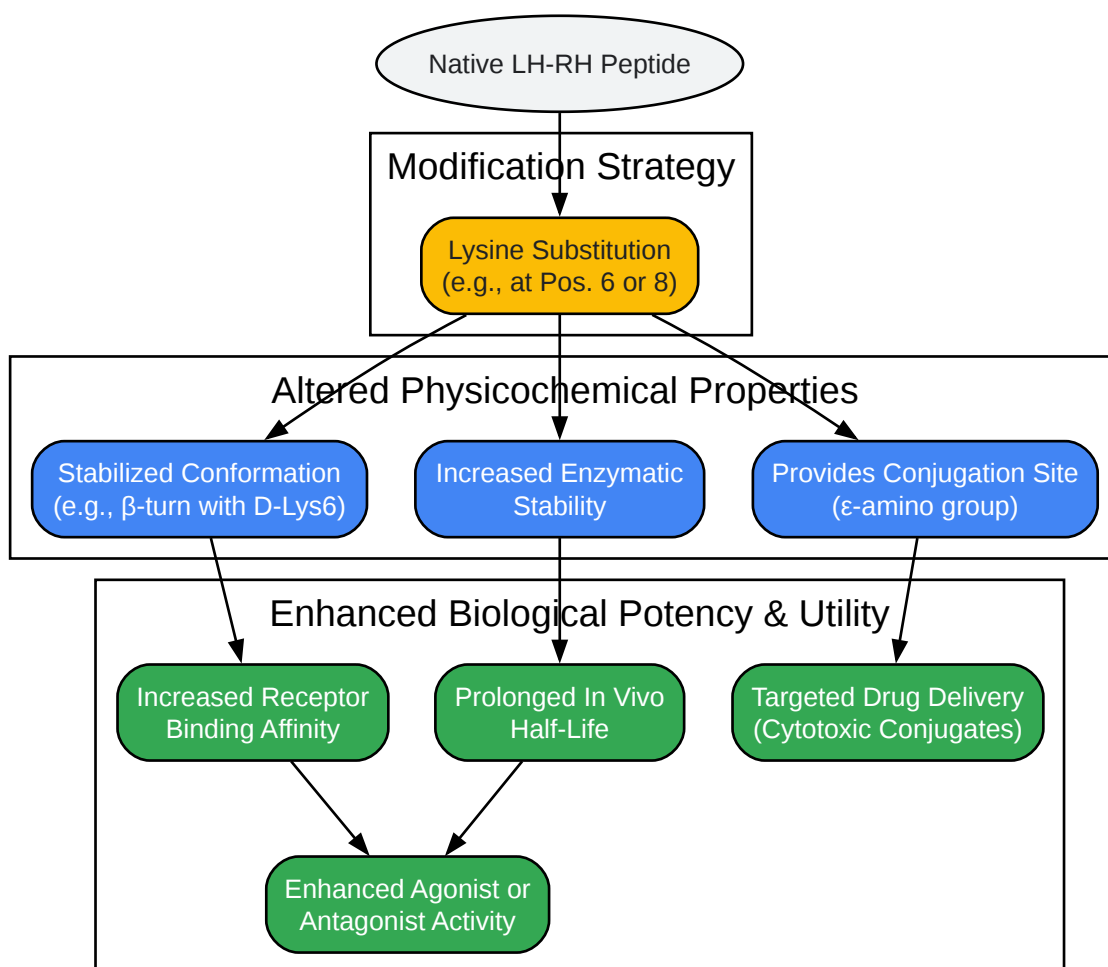 Native LH-RH Peptide
Modification Strategy
Lysine Substitution
(e.g., at Pos. 6 or 8)
Altered Physicochemical Properties
Stabilized Conformation
(e.g., β-turn with D-Lys6)
Increased Enzymatic
Stability
Provides Conjugation Site
(ε-amino group)
Enhanced Biological Potency & Utility
Increased Receptor
Binding Affinity
Prolonged In Vivo
Half-Life
Targeted Drug Delivery
(Cytotoxic Conjugates)
Enhanced Agonist or
Antagonist Activity